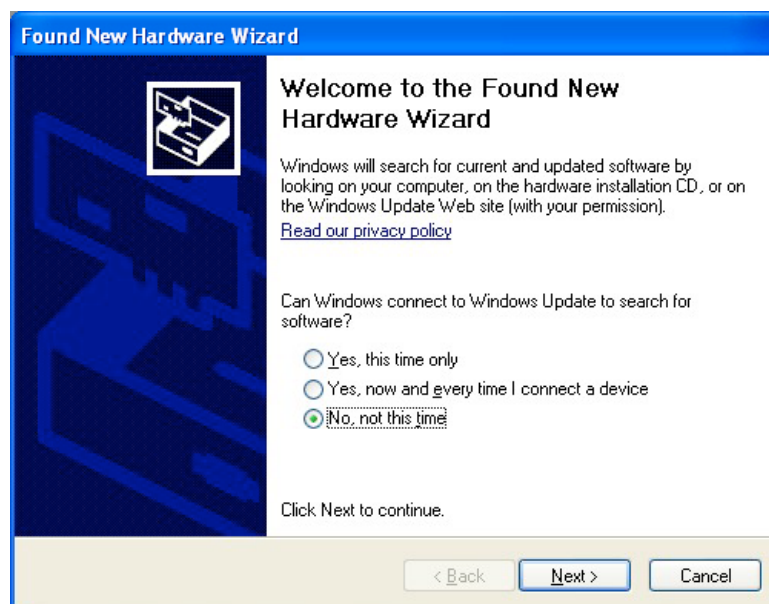 Found New Hardware Wizard
Welcome to the Found New
Hardware Wizard
Windows will search for current and updated software by
looking on your computer, on the hardware installation CD, or on
the Windows Update Web site (with your permission).
Read our privacy policy
Can Windows connect to Windows Update to search for
software?
Yes, this time only
Yes, now and every time I connect a device
No, not this time
Click Next to continue.
< Back
Next >
Cancel